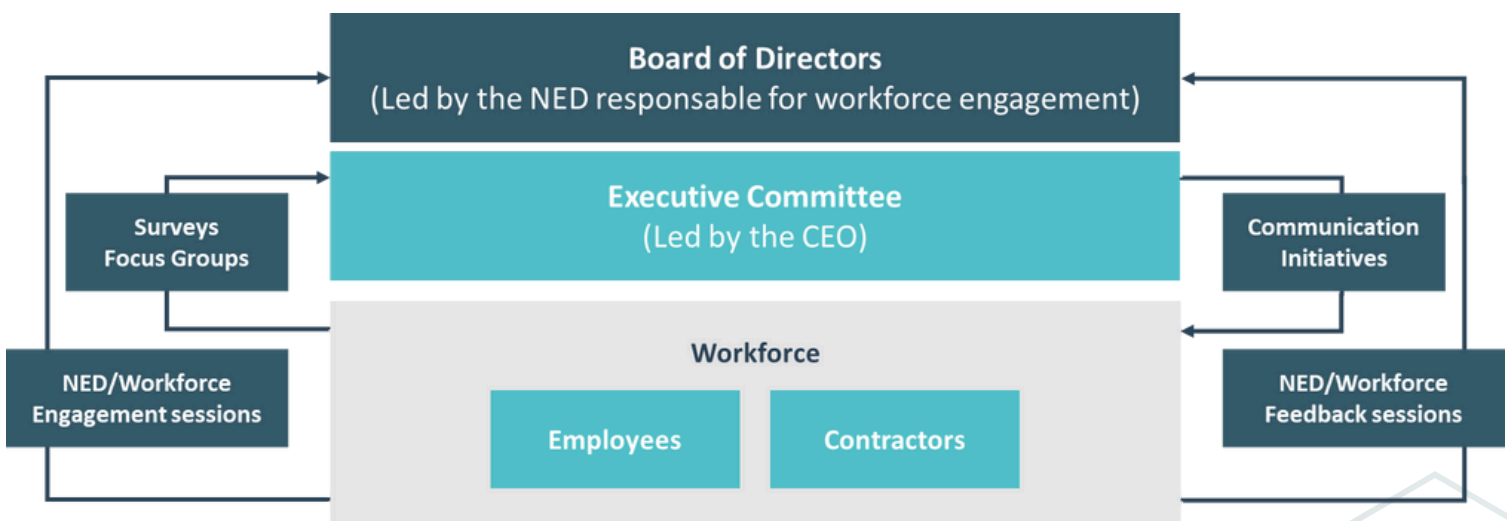 Board of Directors
(Led by the NED responsable for workforce engagement)
Executive Committee
(Led by the CEO)
Surveys
Focus Groups
Communication
Initiatives
Workforce
NED/Workforce
Engagement sessions
Employees
Contractors
NED/Workforce
Feedback sessions